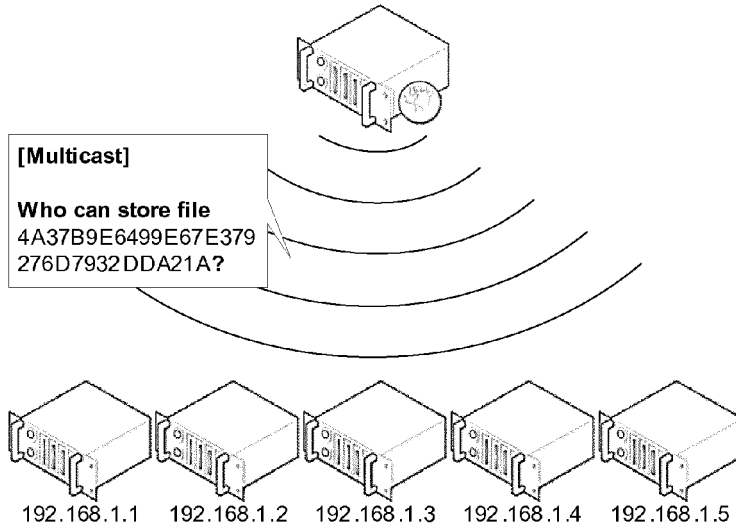 [Multicast]
Who can store file
4A37B9E6499E67E379
276D7932DDA21A?
192.168.1.1 192.168.1.2 192.168.1.3 192.168.1.4 192.168.1.5